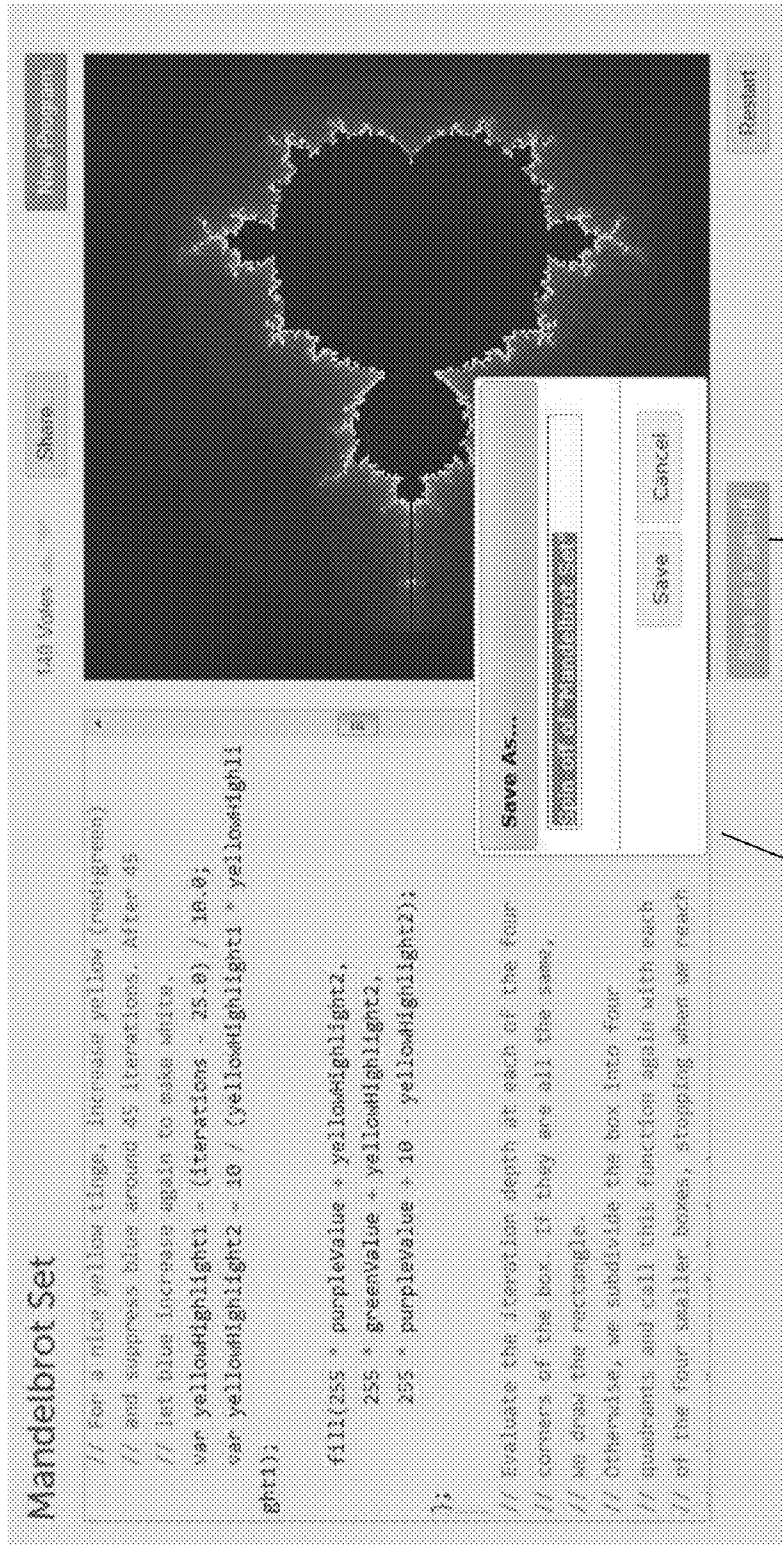 Mandelbrot Set
Votes
Share
// For a nice yellow tinge, increase yellow (red+green)
// and suppress blue around 45 iterations. After 45
// let blue increase again to make white.
var yellowHighlight1 = (iterations - 25.0) / 10.0;
var yellowHighlight2 = 10 / (yellowHighlight1 * yellowHighli
ght1);
fill(255 * purpleValue + yellowHighlight2,
255 * greenValue + yellowHighlight2,
255 * purpleValue + 10 - yellowHighlight2);
};
// Evaluate the iteration depth at each of the four
// corners of the box. If they are all the same,
// we draw the rectangle.
// Otherwise, we subdivide the box into four
// quadrants and call this function again with each
// of the four smaller boxes, stopping when we reach
Save As...
Save
Cancel
Restart